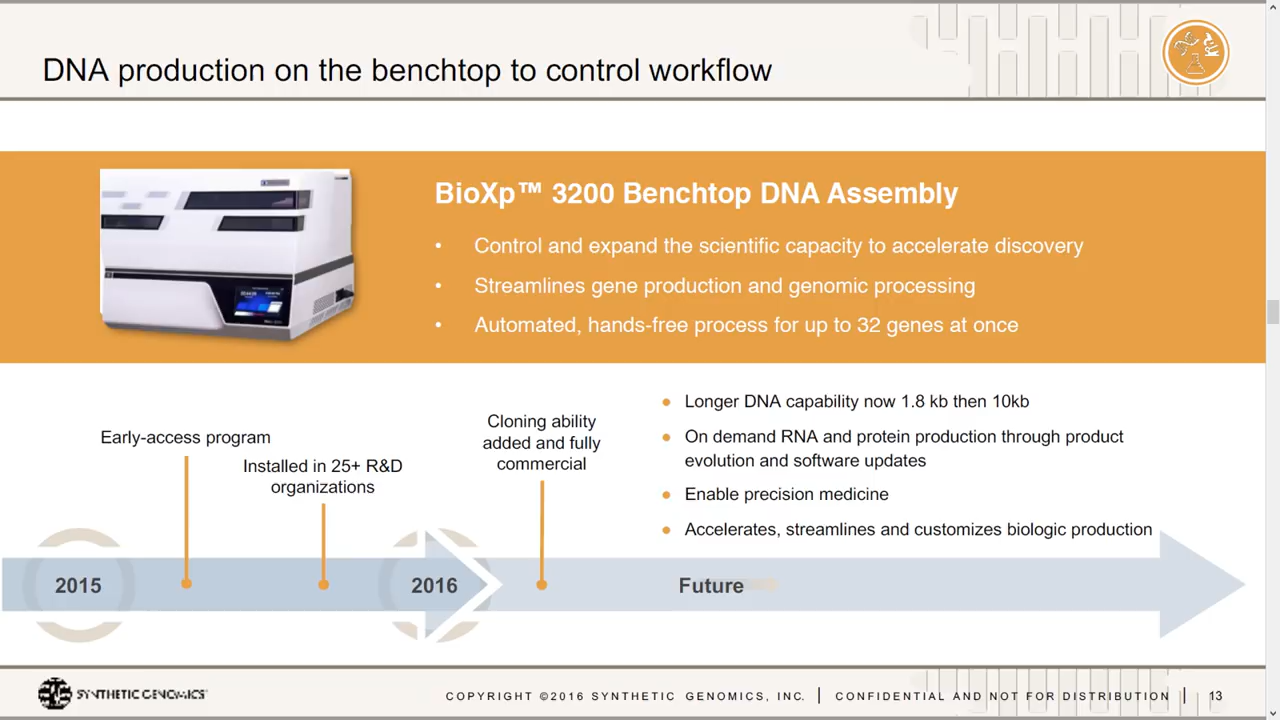 DNA production on the benchtop to control workflow
BioXp™ 3200 Benchtop DNA Assembly
• Control and expand the scientific capacity to accelerate discovery
• Streamlines gene production and genomic processing
• Automated, hands-free process for up to 32 genes at once
Early-access program
Installed in 25+ R&D
organizations
Cloning ability
added and fully
commercial
• Longer DNA capability now 1.8 kb then 10kb
• On demand RNA and protein production through product
evolution and software updates
• Enable precision medicine
• Accelerates, streamlines and customizes biologic production
2015
2016
Future
SYNTHETIC GENOMICS
COPYRIGHT ©2016 SYNTHETIC GENOMICS, INC. | CONFIDENTIAL AND NOT FOR DISTRIBUTION | 13